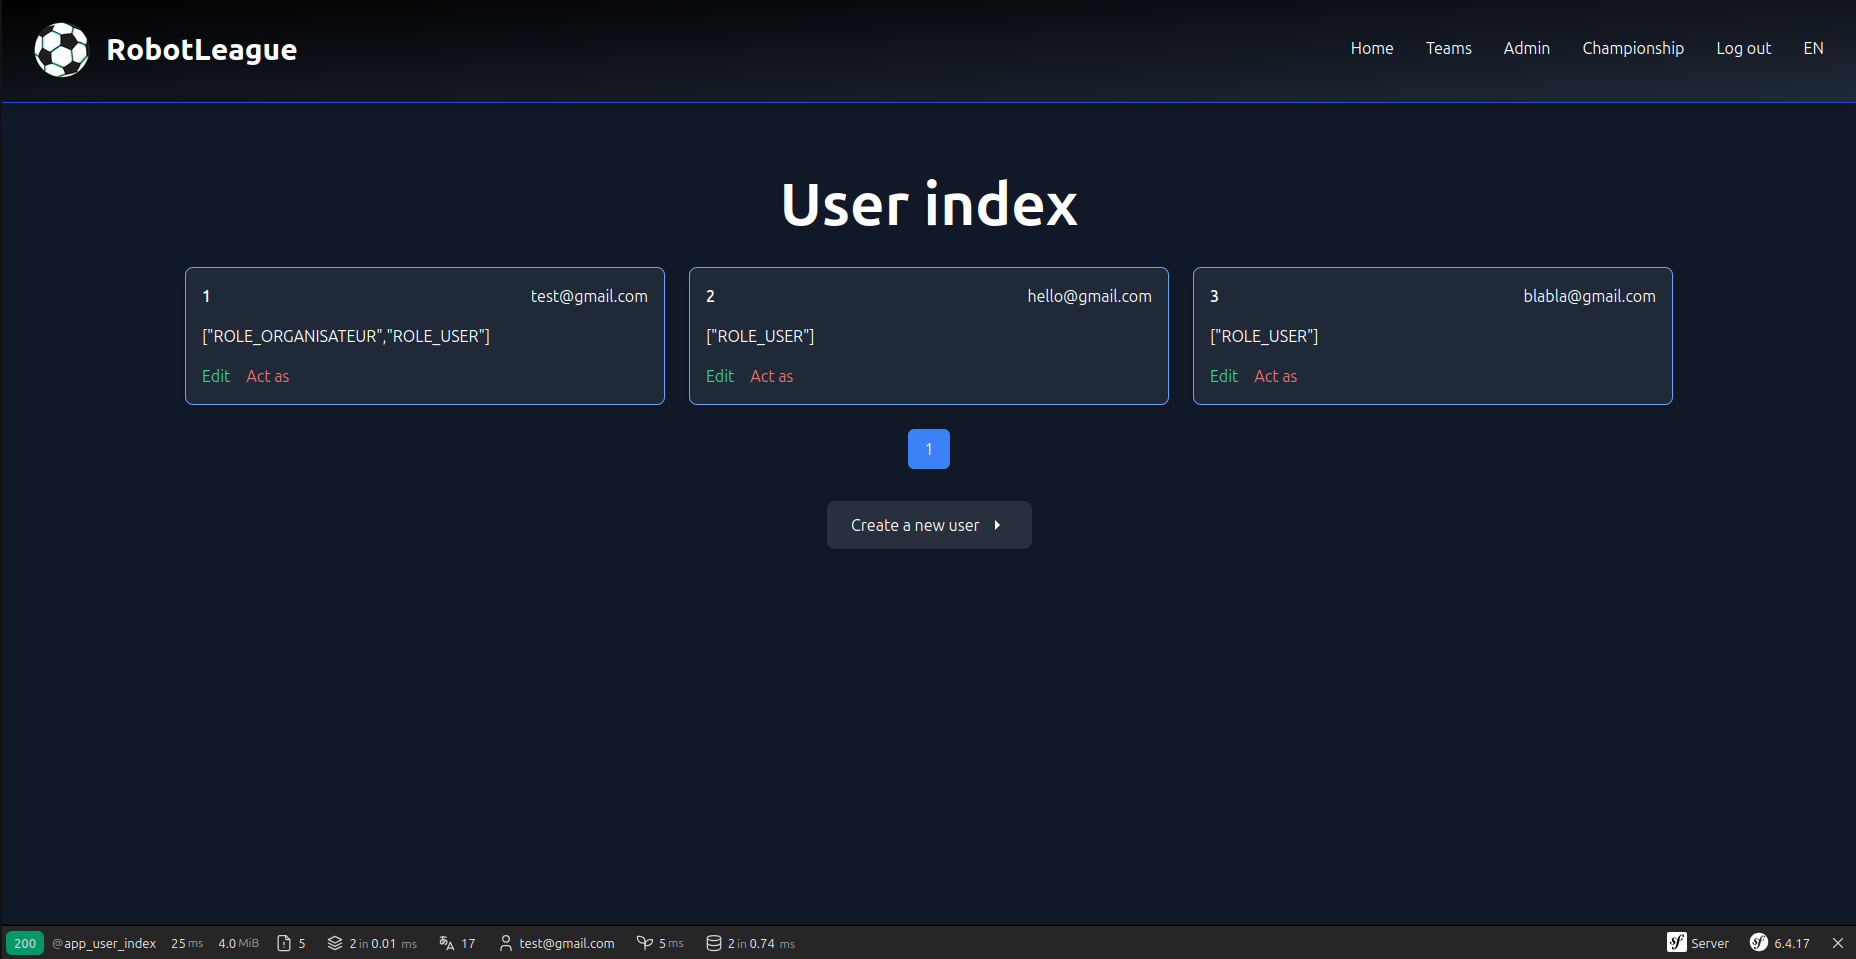 RobotLeague
Home Teams Admin Championship Log out EN
User index
1 test@gmail.com
["ROLE_ORGANISATEUR","ROLE_USER"]
Edit Act as
2 hello@gmail.com
["ROLE_USER"]
Edit Act as
3 blabla@gmail.com
["ROLE_USER"]
Edit Act as
1
Create a new user
200 @app_user_index 25 ms 4.0 MiB 5 2 in 0.01 ms 17 test@gmail.com 5 ms 2 in 0.74 ms Server 6.4.17